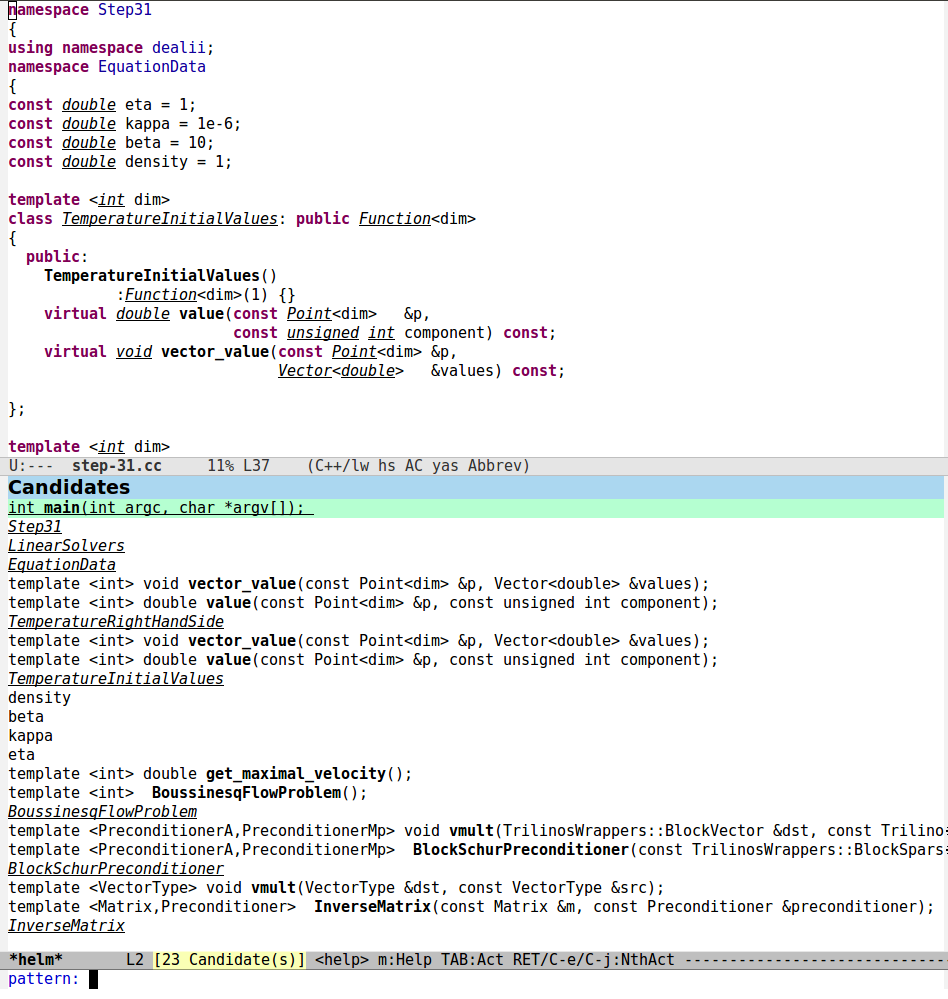 namespace Step31
{
using namespace dealii;
namespace EquationData
{
const double eta = 1;
const double kappa = 1e-6;
const double beta = 10;
const double density = 1;
template <int dim>
class TemperatureInitialValues: public Function<dim>
{
  public:
    TemperatureInitialValues()
            :Function<dim>(1) {}
    virtual double value(const Point<dim>   &p,
                         const unsigned int component) const;
    virtual void vector_value(const Point<dim> &p,
                              Vector<double>   &values) const;
};
template <int dim>
U:---  step-31.cc     11% L37    (C++/lw hs AC yas Abbrev)
Candidates
int main(int argc, char *argv[]);
Step31
LinearSolvers
EquationData
template <int> void vector_value(const Point<dim> &p, Vector<double> &values);
template <int> double value(const Point<dim> &p, const unsigned int component);
TemperatureRightHandSide
template <int> void vector_value(const Point<dim> &p, Vector<double> &values);
template <int> double value(const Point<dim> &p, const unsigned int component);
TemperatureInitialValues
density
beta
kappa
eta
template <int> double get_maximal_velocity();
template <int>  BoussinesqFlowProblem();
BoussinesqFlowProblem
template <PreconditionerA,PreconditionerMp> void vmult(TrilinosWrappers::BlockVector &dst, const Trilino
template <PreconditionerA,PreconditionerMp>  BlockSchurPreconditioner(const TrilinosWrappers::BlockSpars
BlockSchurPreconditioner
template <VectorType> void vmult(VectorType &dst, const VectorType &src);
template <Matrix,Preconditioner>  InverseMatrix(const Matrix &m, const Preconditioner &preconditioner);
InverseMatrix
*helm*       L2 [23 Candidate(s)] <help> m:Help TAB:Act RET/C-e/C-j:NthAct -----------------------------
pattern: